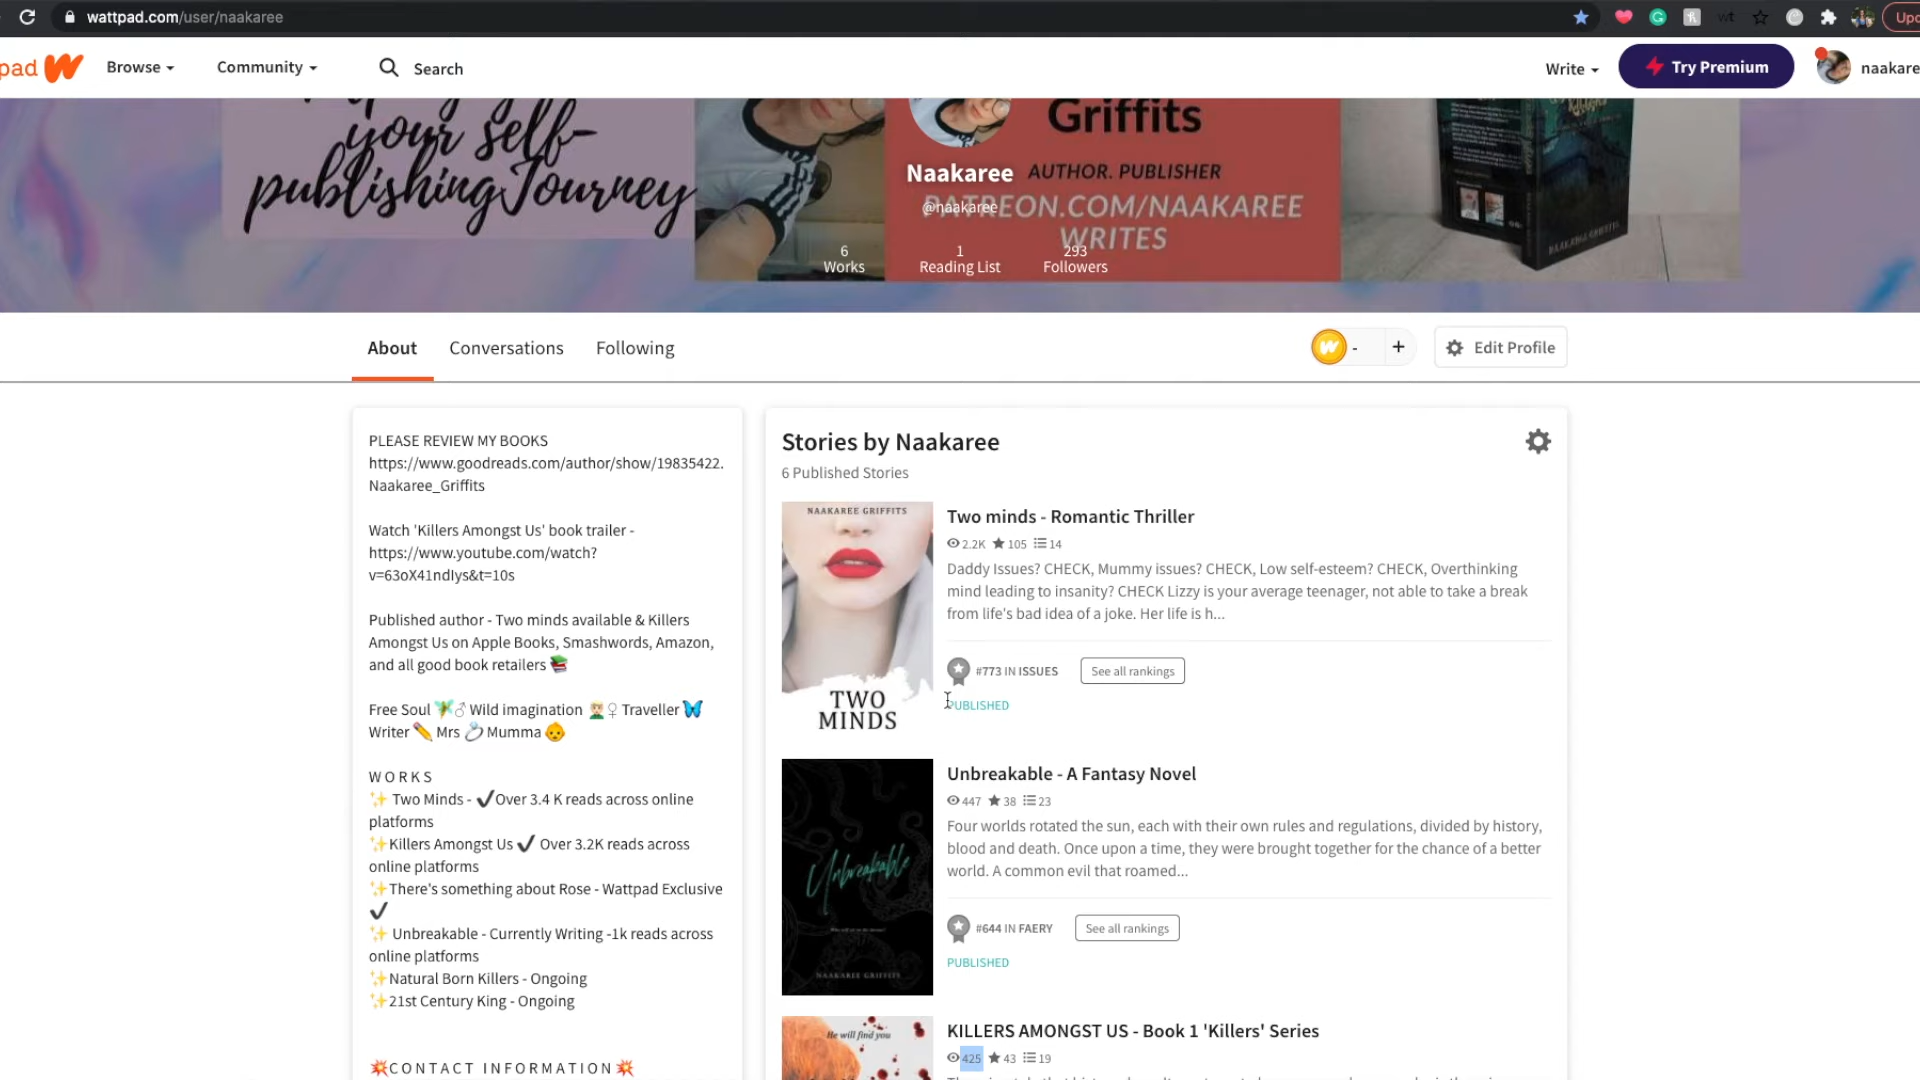 wattpad.com/user/naakaree
Upd
pad
Browse
Community
Search
Write
Try Premium
naakare
your self-
publishing Journey
Griffits
Naakaree
AUTHOR. PUBLISHER
@naakaree
PATREON.COM/NAAKAREE
WRITES
6
Works
1
Reading List
293
Followers
About
Conversations
Following
-
+
Edit Profile
PLEASE REVIEW MY BOOKS
https://www.goodreads.com/author/show/19835422.
Naakaree_Griffits
Watch 'Killers Amongst Us' book trailer -
https://www.youtube.com/watch?
v=63oX41ndIys&t=10s
Published author - Two minds available & Killers
Amongst Us on Apple Books, Smashwords, Amazon,
and all good book retailers 📚
Free Soul 🧚♂ Wild imagination 🧝♀ Traveller 🦋
Writer ✏️ Mrs 💍 Mumma 👶
W O R K S
✨ Two Minds - ✔Over 3.4 K reads across online
platforms
✨Killers Amongst Us ✔ Over 3.2K reads across
online platforms
✨There's something about Rose - Wattpad Exclusive
✔
✨ Unbreakable - Currently Writing -1k reads across
online platforms
✨Natural Born Killers - Ongoing
✨21st Century King - Ongoing
💥C O N T A C T I N F O R M A T I O N 💥
Stories by Naakaree
6 Published Stories
NAAKAREE GRIFFITS
TWO
MINDS
Two minds - Romantic Thriller
2.2K 105 14
Daddy Issues? CHECK, Mummy issues? CHECK, Low self-esteem? CHECK, Overthinking
mind leading to insanity? CHECK Lizzy is your average teenager, not able to take a break
from life's bad idea of a joke. Her life is h...
#773 IN ISSUES
See all rankings
PUBLISHED
Unbreakable
NAAKAREE GRIFFITS
Unbreakable - A Fantasy Novel
447 38 23
Four worlds rotated the sun, each with their own rules and regulations, divided by history,
blood and death. Once upon a time, they were brought together for the chance of a better
world. A common evil that roamed...
#644 IN FAERY
See all rankings
PUBLISHED
He will find you
KILLERS AMONGST US - Book 1 'Killers' Series
425 43 19